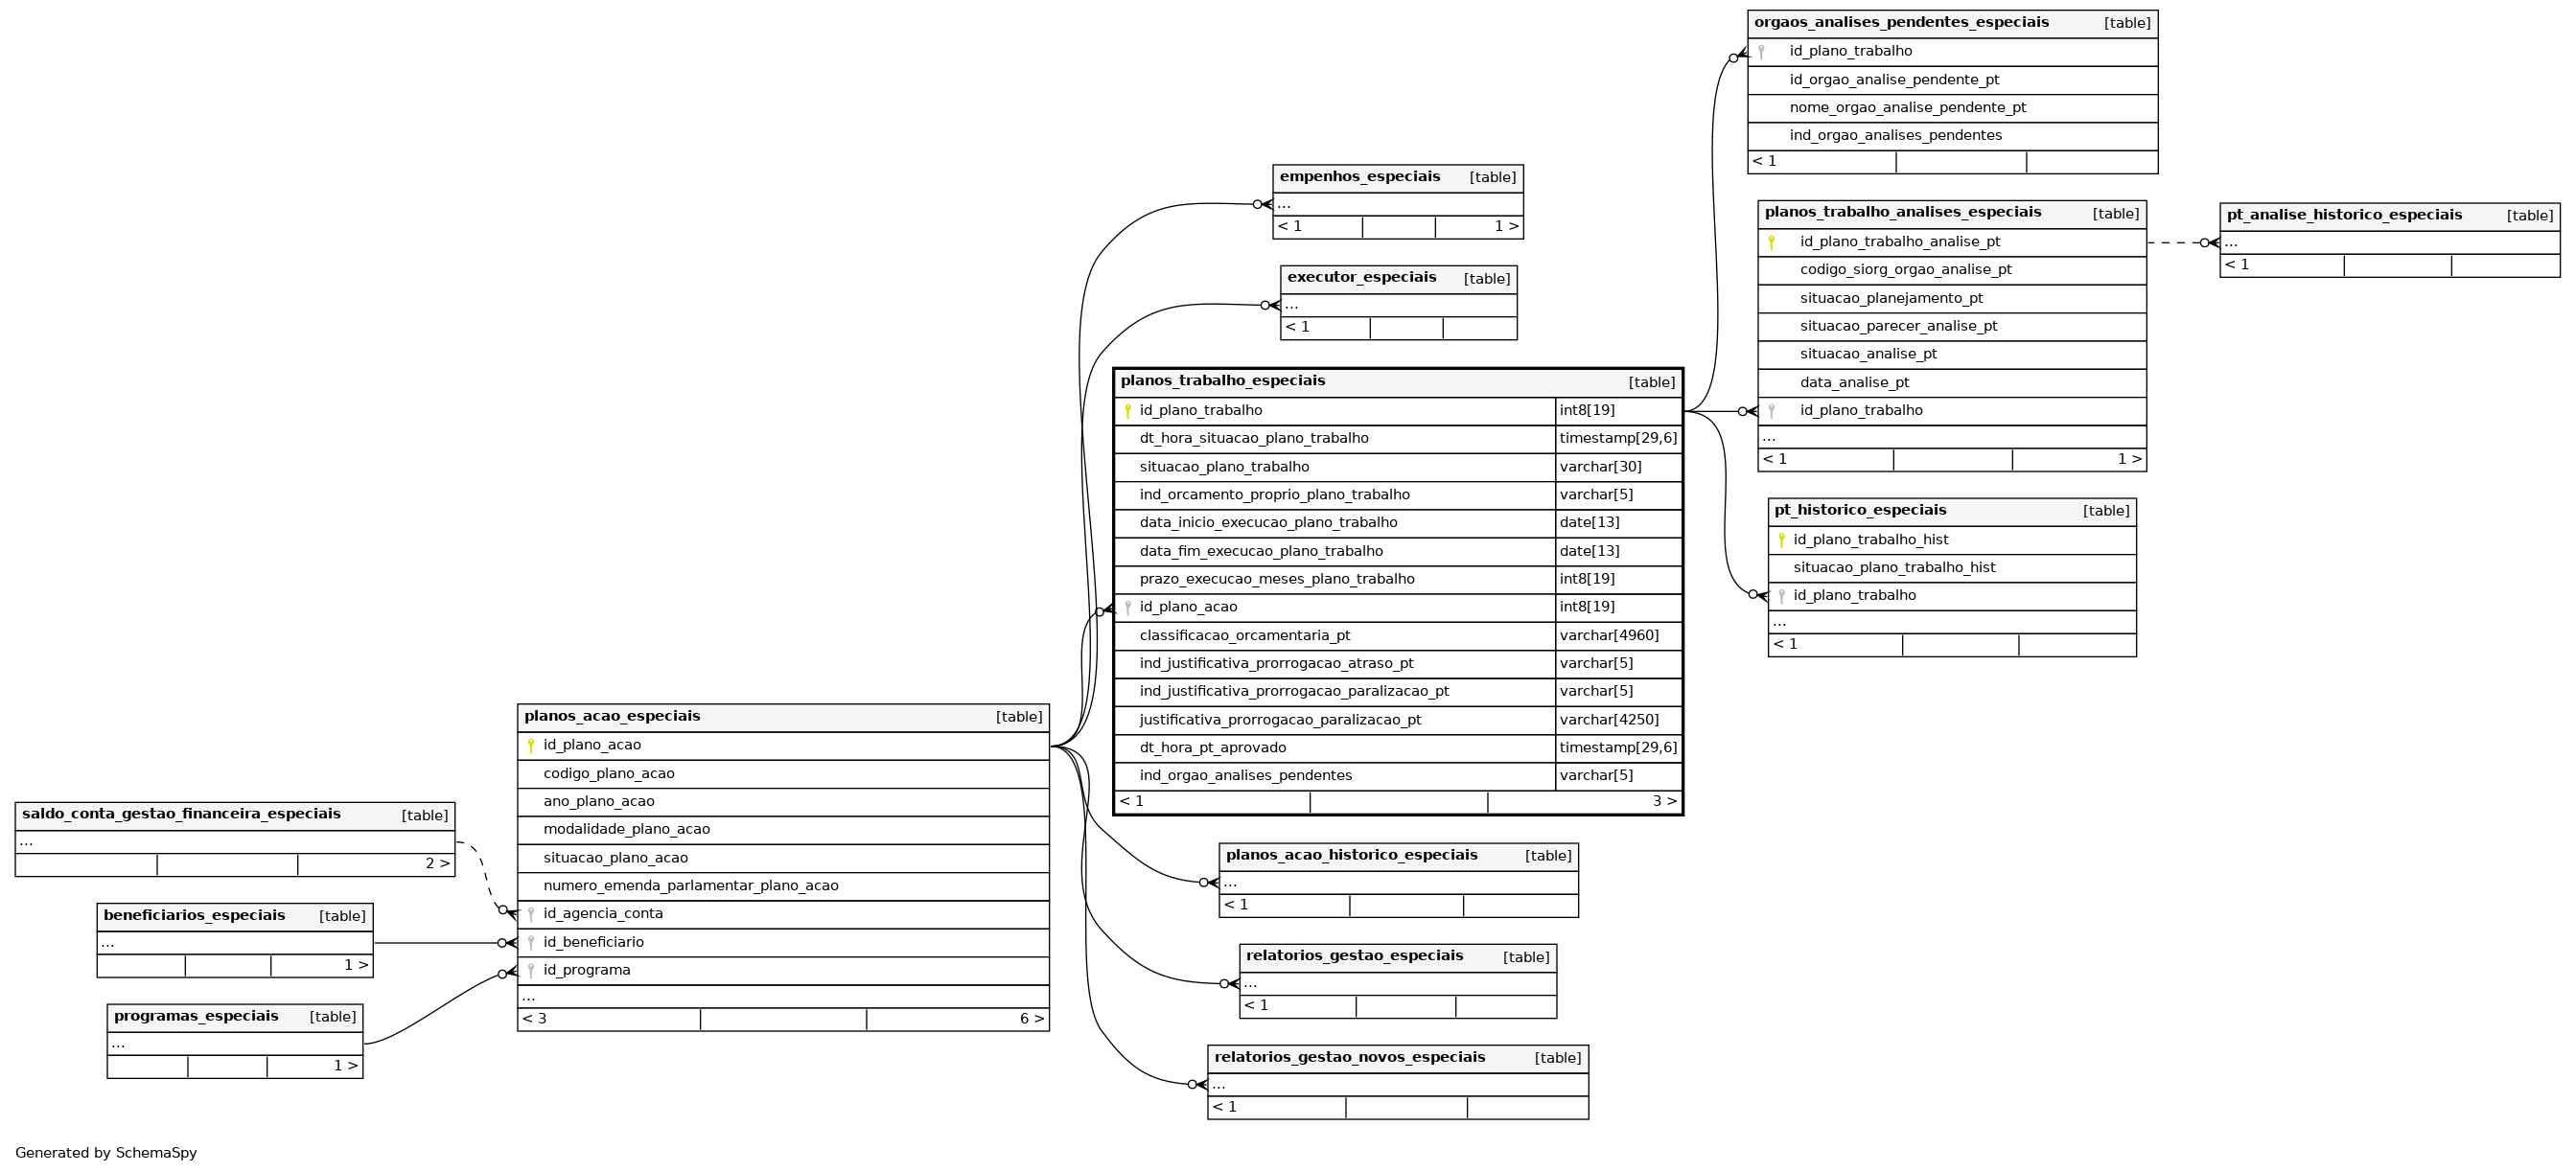 orgaos_analises_pendentes_especiais [table]
id_plano_trabalho
id_orgao_analise_pendente_pt
nome_orgao_analise_pendente_pt
ind_orgao_analises_pendentes
< 1
empenhos_especiais [table]
...
< 1 1 >
planos_trabalho_analises_especiais [table]
id_plano_trabalho_analise_pt
codigo_siorg_orgao_analise_pt
situacao_planejamento_pt
situacao_parecer_analise_pt
situacao_analise_pt
data_analise_pt
id_plano_trabalho
...
< 1 1 >
pt_analise_historico_especiais [table]
...
< 1
executor_especiais [table]
...
< 1
planos_trabalho_especiais [table]
id_plano_trabalho int8[19]
dt_hora_situacao_plano_trabalho timestamp[29,6]
situacao_plano_trabalho varchar[30]
ind_orcamento_proprio_plano_trabalho varchar[5]
data_inicio_execucao_plano_trabalho date[13]
data_fim_execucao_plano_trabalho date[13]
prazo_execucao_meses_plano_trabalho int8[19]
id_plano_acao int8[19]
classificacao_orcamentaria_pt varchar[4960]
ind_justificativa_prorrogacao_atraso_pt varchar[5]
ind_justificativa_prorrogacao_paralizacao_pt varchar[5]
justificativa_prorrogacao_paralizacao_pt varchar[4250]
dt_hora_pt_aprovado timestamp[29,6]
ind_orgao_analises_pendentes varchar[5]
< 1 3 >
pt_historico_especiais [table]
id_plano_trabalho_hist
situacao_plano_trabalho_hist
id_plano_trabalho
...
< 1
planos_acao_especiais [table]
id_plano_acao
codigo_plano_acao
ano_plano_acao
modalidade_plano_acao
situacao_plano_acao
numero_emenda_parlamentar_plano_acao
id_agencia_conta
id_beneficiario
id_programa
...
< 3 6 >
saldo_conta_gestao_financeira_especiais [table]
...
2 >
beneficiarios_especiais [table]
...
1 >
programas_especiais [table]
...
1 >
planos_acao_historico_especiais [table]
...
< 1
relatorios_gestao_especiais [table]
...
< 1
relatorios_gestao_novos_especiais [table]
...
< 1
Generated by SchemaSpy